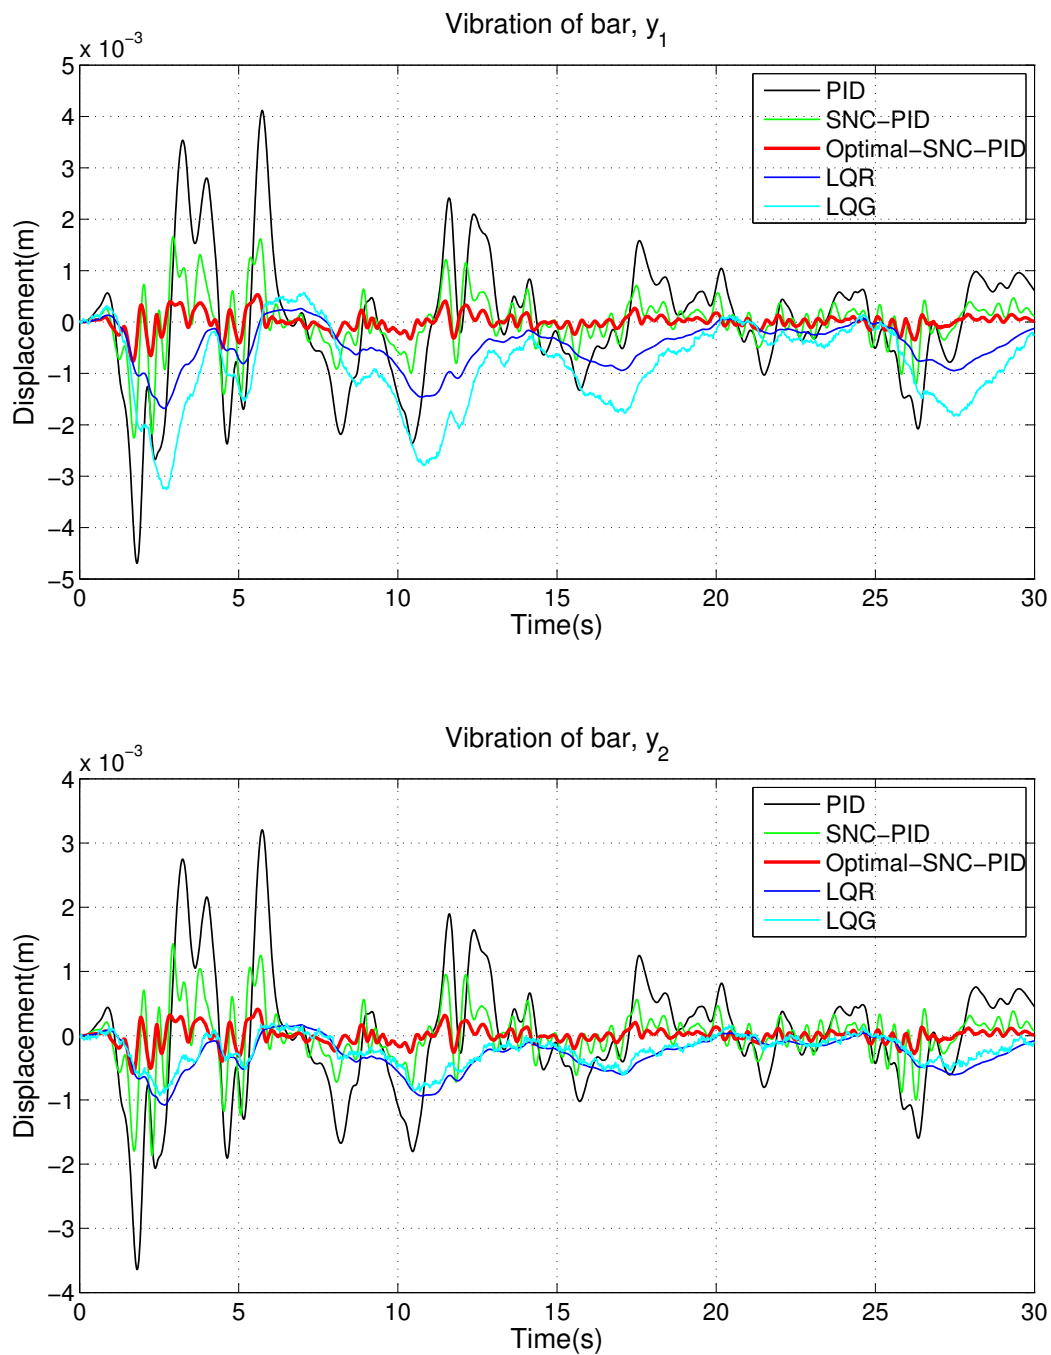 Vibration of bar, y1
x 10−3
5
4
3
2
1
0
−1
−2
−3
−4
−5
Displacement(m)
PID
SNC−PID
Optimal−SNC−PID
LQR
LQG
0 5 10 15 20 25 30
Time(s)
Vibration of bar, y2
x 10−3
4
3
2
1
0
−1
−2
−3
−4
Displacement(m)
PID
SNC−PID
Optimal−SNC−PID
LQR
LQG
0 5 10 15 20 25 30
Time(s)